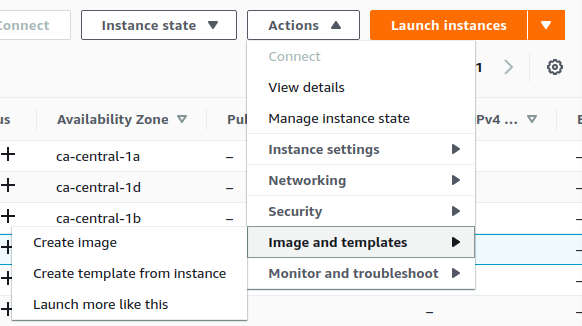 Connect
Instance state
Actions
Launch instances
Connect
1
View details
Manage instance state
Availability Zone
Pv4 ...
Instance settings
ca-central-1a
–
Networking
ca-central-1d
–
Security
ca-central-1b
–
Image and templates
Create image
Create template from instance
Monitor and troubleshoot
Launch more like this
–